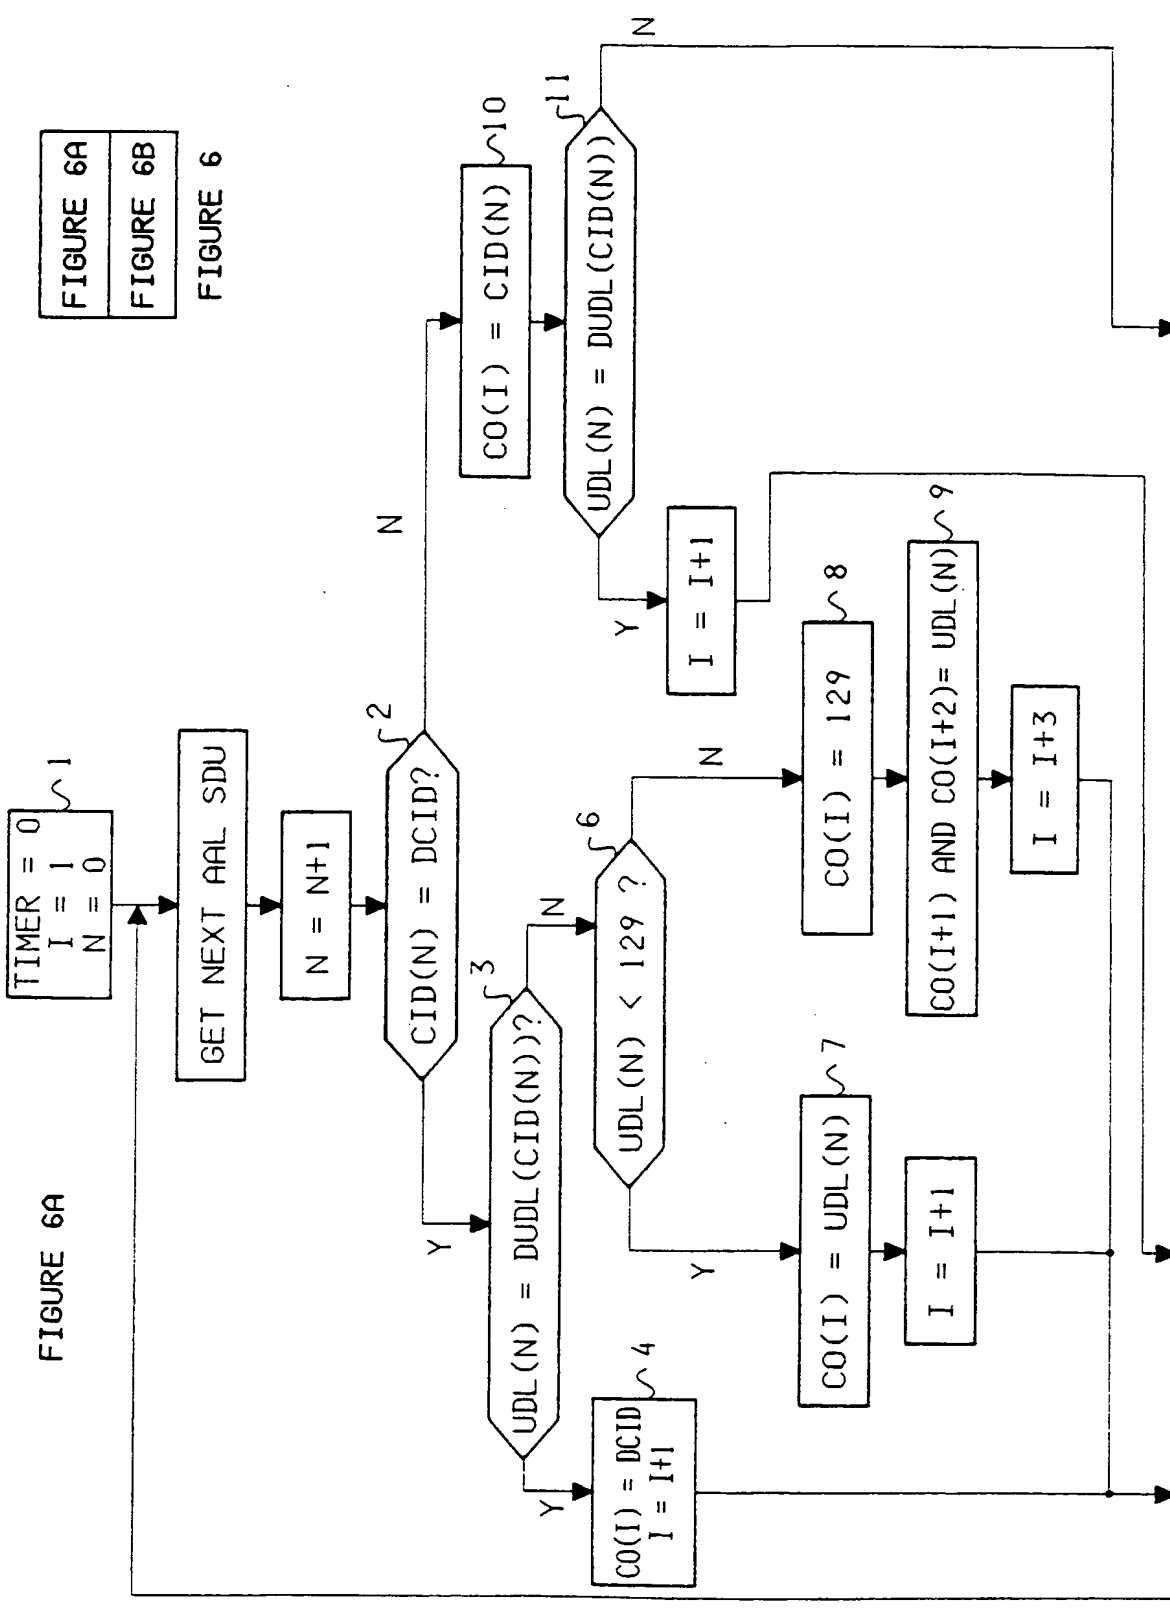 FIGURE 6A
FIGURE 6A
FIGURE 6B
FIGURE 6
TIMER = 0
I = 1
N = 0
1
GET NEXT AAL SDU
N = N+1
CID(N) = DCID?
2
Y
N
UDL(N) = DUDL(CID(N))?
3
Y
N
CO(I) = DCID
I = I+1
4
UDL(N) < 129 ?
6
Y
N
CO(I) = UDL(N)
7
I = I+1
CO(I) = 129
8
CO(I+1) AND CO(I+2)= UDL(N)
9
I = I+3
CO(I) = CID(N)
10
UDL(N) = DUDL(CID(N))
11
Y
N
I = I+1